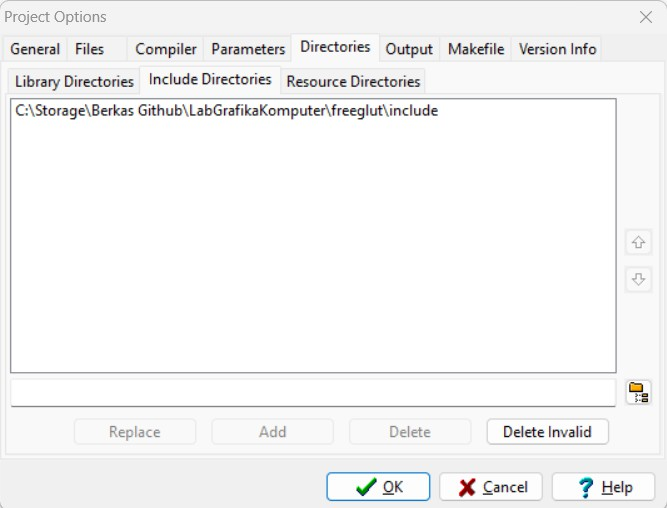 Project Options
General Files Compiler Parameters Directories Output Makefile Version Info
Library Directories Include Directories Resource Directories
C:\Storage\Berkas Github\LabGrafikaKomputer\freeglut\include
Replace Add Delete Delete Invalid
OK Cancel Help